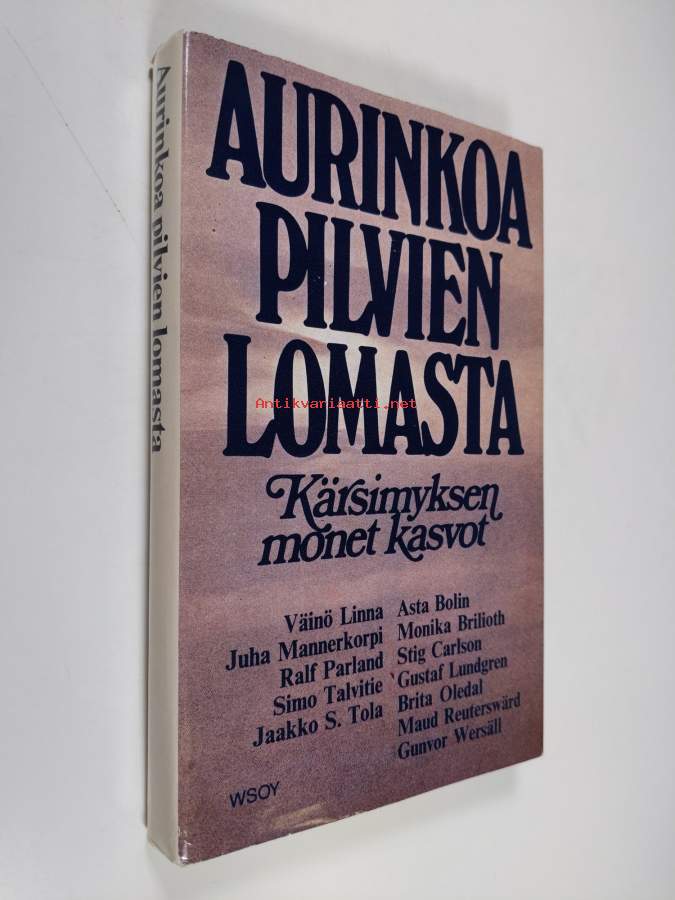 Aurinkoa pilvien lomasta
AURINKOA
PILVIEN
LOMASTA
Antikvariaatti.net
Kärsimyksen
monet kasvot
Väinö Linna
Juha Mannerkorpi
Ralf Parland
Simo Talvitie
Jaakko S. Tola
Asta Bolin
Monika Brilioth
Stig Carlson
Gustaf Lundgren
Brita Oledal
Maud Reuterswärd
Gunvor Wersäll
WSOY